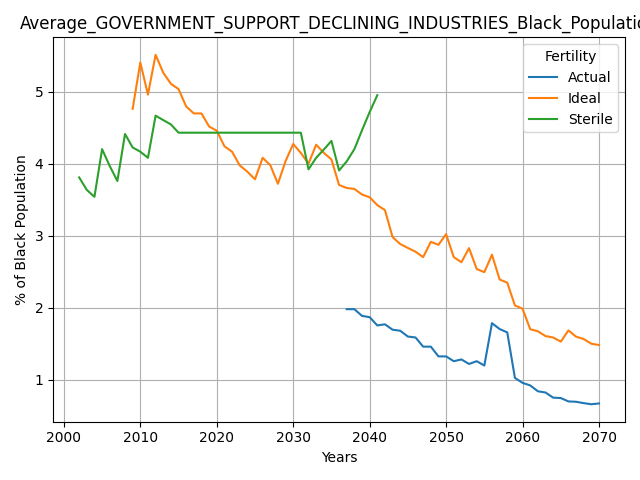 Average_GOVERNMENT_SUPPORT_DECLINING_INDUSTRIES_Black_Populatio
Fertility
Actual
Ideal
Sterile
% of Black Population
5
4
3
2
1
2000 2010 2020 2030 2040 2050 2060 2070
Years